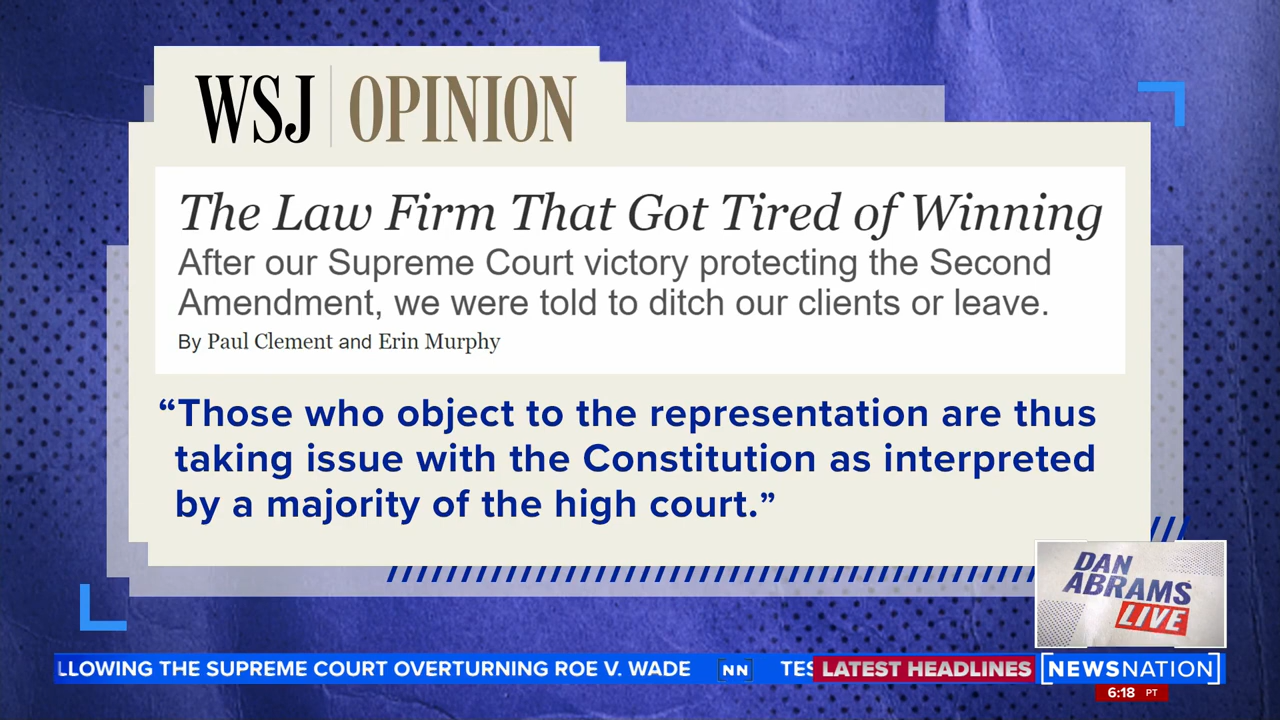 WSJ OPINION
The Law Firm That Got Tired of Winning
After our Supreme Court victory protecting the Second
Amendment, we were told to ditch our clients or leave.
By Paul Clement and Erin Murphy
“Those who object to the representation are thus
taking issue with the Constitution as interpreted
by a majority of the high court.”
DAN
ABRAMS
LIVE
LLOWING THE SUPREME COURT OVERTURNING ROE V. WADE NN TES LATEST HEADLINES NEWSNATION
6:18 PT